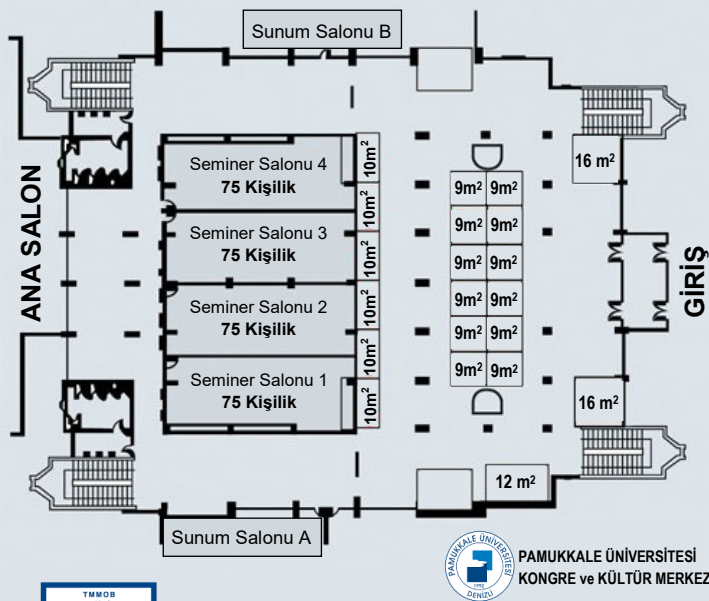 Sunum Salonu B
ANA SALON
Seminer Salonu 4
75 Kişilik
Seminer Salonu 3
75 Kişilik
Seminer Salonu 2
75 Kişilik
Seminer Salonu 1
75 Kişilik
10m²
10m²
10m²
10m²
10m²
10m²
9m² 9m²
9m² 9m²
9m² 9m²
9m² 9m²
9m² 9m²
9m² 9m²
16 m²
GİRİŞ
16 m²
12 m²
Sunum Salonu A
PAMUKKALE ÜNİVERSİTESİ
1992
DENİZLİ
PAMUKKALE ÜNİVERSİTESİ
KONGRE ve KÜLTÜR MERKEZ
TMMOB